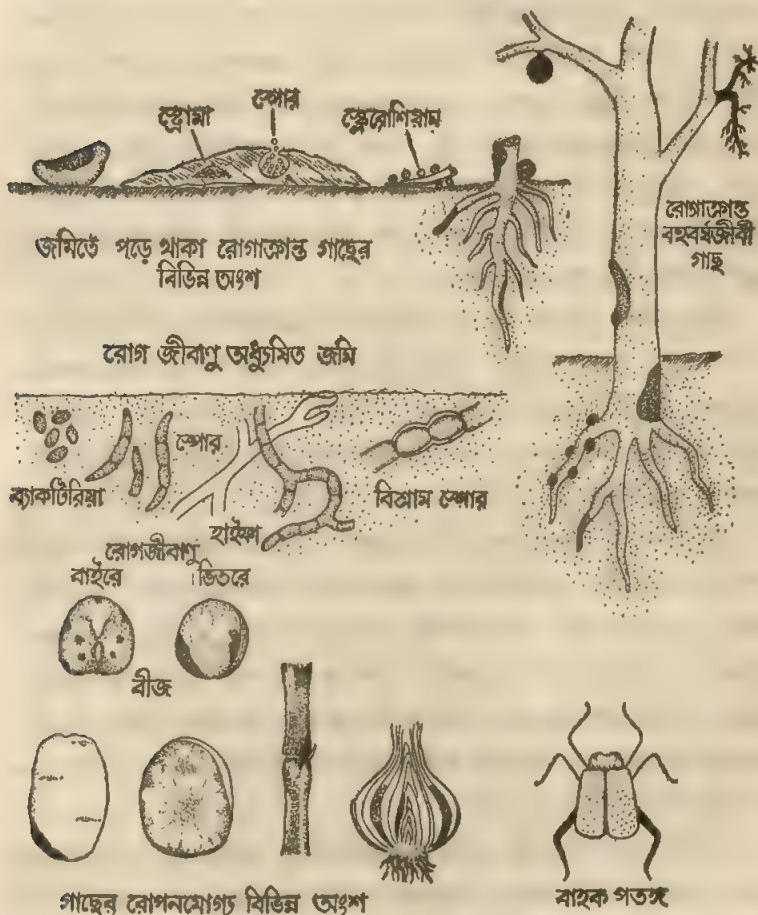 স্ট্রোমা
স্পোর
স্ক্লেরোশিয়াম
জমিতে পড়ে থাকা রোগাক্রান্ত গাছের
বিভিন্ন অংশ
রোগাক্রান্ত
বহুবর্ষজীবী
গাছ
রোগ জীবাণু অধ্যুষিত জমি
ব্যাকটিরিয়া
স্পোর
হাইফা
বিশ্রাম স্পোর
রোগজীবাণু
বাইরে
ভিতরে
বীজ
গাছের রোপনযোগ্য বিভিন্ন অংশ
বাহক পতঙ্গ